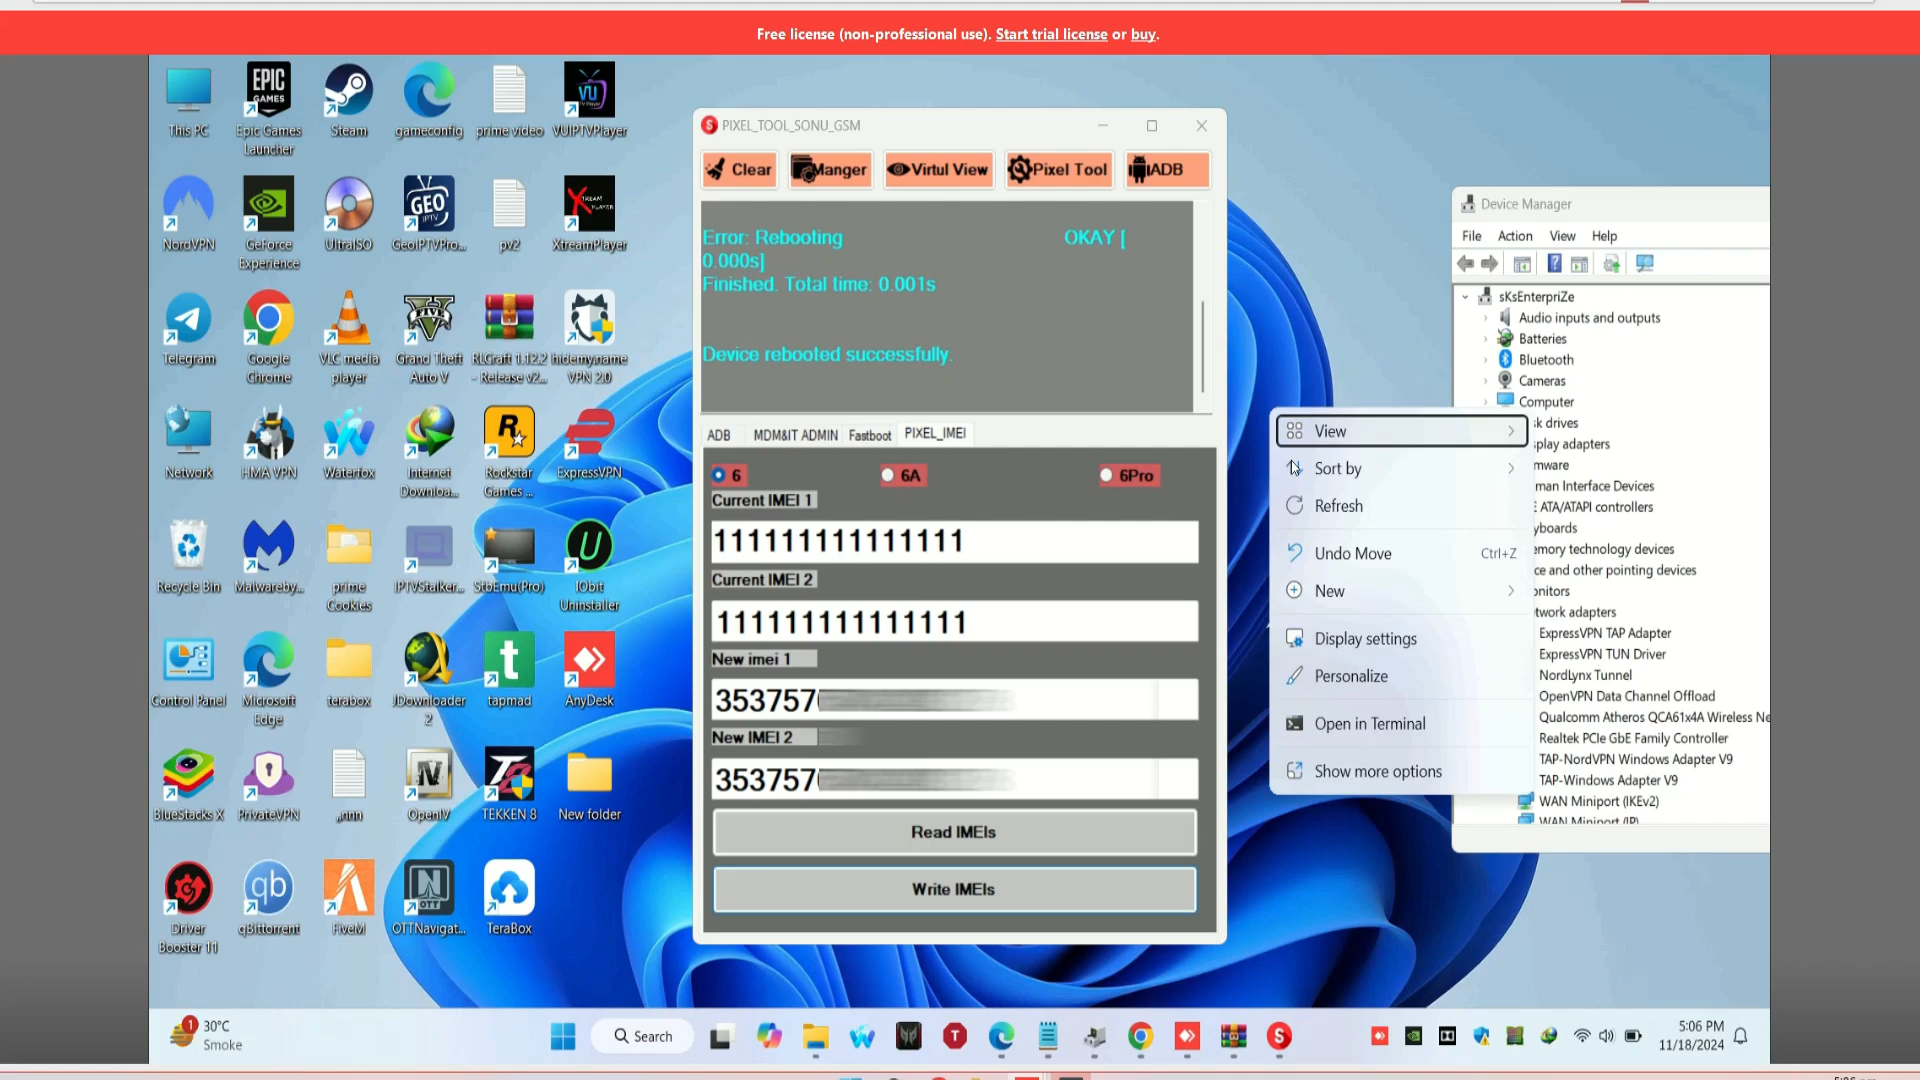 Free license (non-professional use). Start trial license or buy.
This PC
Epic Games Launcher
Steam
gameconfig
prime video
VUIPTVPlayer
NordVPN
GeForce Experience
UltraISO
GeoIPTVPro...
pv2
XtreamPlayer
Telegram
Google Chrome
VLC media player
Grand Theft Auto V
RLCraft 1.12.2 - Release v2...
hidemyname VPN 2.0
Network
HMA VPN
Waterfox
Internet Downloa...
Rockstar Games ...
ExpressVPN
Recycle Bin
Malwareby...
prime Cookies
IPTVStalker...
StbEmu(Pro)
IObit Uninstaller
Control Panel
Microsoft Edge
terabox
JDownloader 2
tapmad
AnyDesk
BlueStacks X
PrivateVPN
,,nnn
OpenIV
TEKKEN 8
New folder
Driver Booster 11
qBittorrent
FiveM
OTTNavigat...
TeraBox
PIXEL_TOOL_SONU_GSM
Clear
Manger
Virtul View
Pixel Tool
ADB
Error: Rebooting OKAY [
0.000s]
Finished. Total time: 0.001s
Device rebooted successfully.
ADB
MDM&IT ADMIN
Fastboot
PIXEL_IMEI
6
6A
6Pro
Current IMEI 1
111111111111111
Current IMEI 2
111111111111111
New imei 1
353757
New IMEI 2
353757
Read IMEIs
Write IMEIs
View
Sort by
Refresh
Undo Move Ctrl+Z
New
Display settings
Personalize
Open in Terminal
Show more options
Device Manager
File Action View Help
sKsEnterpriZe
Audio inputs and outputs
Batteries
Bluetooth
Cameras
Computer
sk drives
splay adapters
mware
man Interface Devices
E ATA/ATAPI controllers
yboards
emory technology devices
ce and other pointing devices
onitors
twork adapters
ExpressVPN TAP Adapter
ExpressVPN TUN Driver
NordLynx Tunnel
OpenVPN Data Channel Offload
Qualcomm Atheros QCA61x4A Wireless Ne
Realtek PCIe GbE Family Controller
TAP-NordVPN Windows Adapter V9
TAP-Windows Adapter V9
WAN Miniport (IKEv2)
WAN Miniport (IP)
1
30°C
Smoke
Search
5:06 PM
11/18/2024